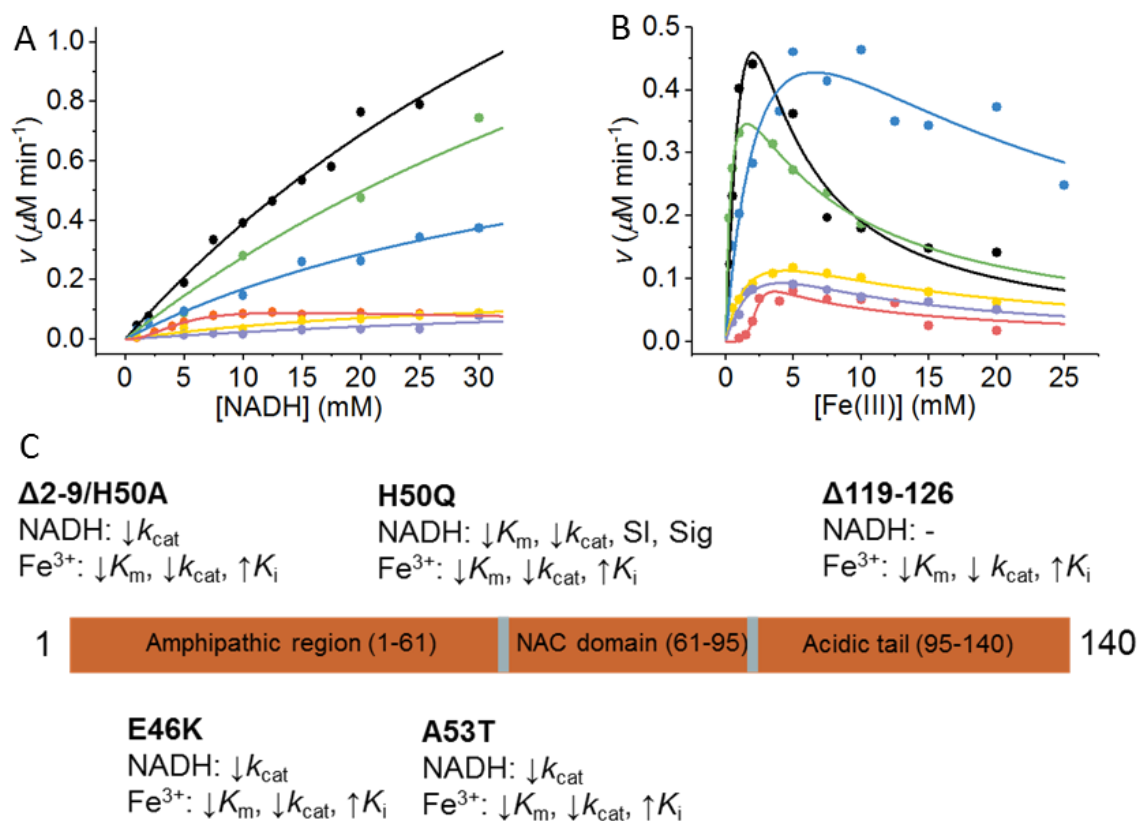 A
1.0
0.8
0.6
0.4
0.2
0.0
v (µM min⁻¹)
0 5 10 15 20 25 30
[NADH] (mM)
B
0.5
0.4
0.3
0.2
0.1
0.0
v (µM min⁻¹)
0 5 10 15 20 25
[Fe(III)] (mM)
C
Δ2-9/H50A
NADH: ↓kcat
Fe³⁺: ↓Km, ↓kcat, ↑Ki
H50Q
NADH: ↓Km, ↓kcat, SI, Sig
Fe³⁺: ↓Km, ↓kcat, ↑Ki
Δ119-126
NADH: -
Fe³⁺: ↓Km, ↓ kcat, ↑Ki
1 Amphipathic region (1-61) NAC domain (61-95) Acidic tail (95-140) 140
E46K
NADH: ↓kcat
Fe³⁺: ↓Km, ↓kcat, ↑Ki
A53T
NADH: ↓kcat
Fe³⁺: ↓Km, ↓kcat, ↑Ki